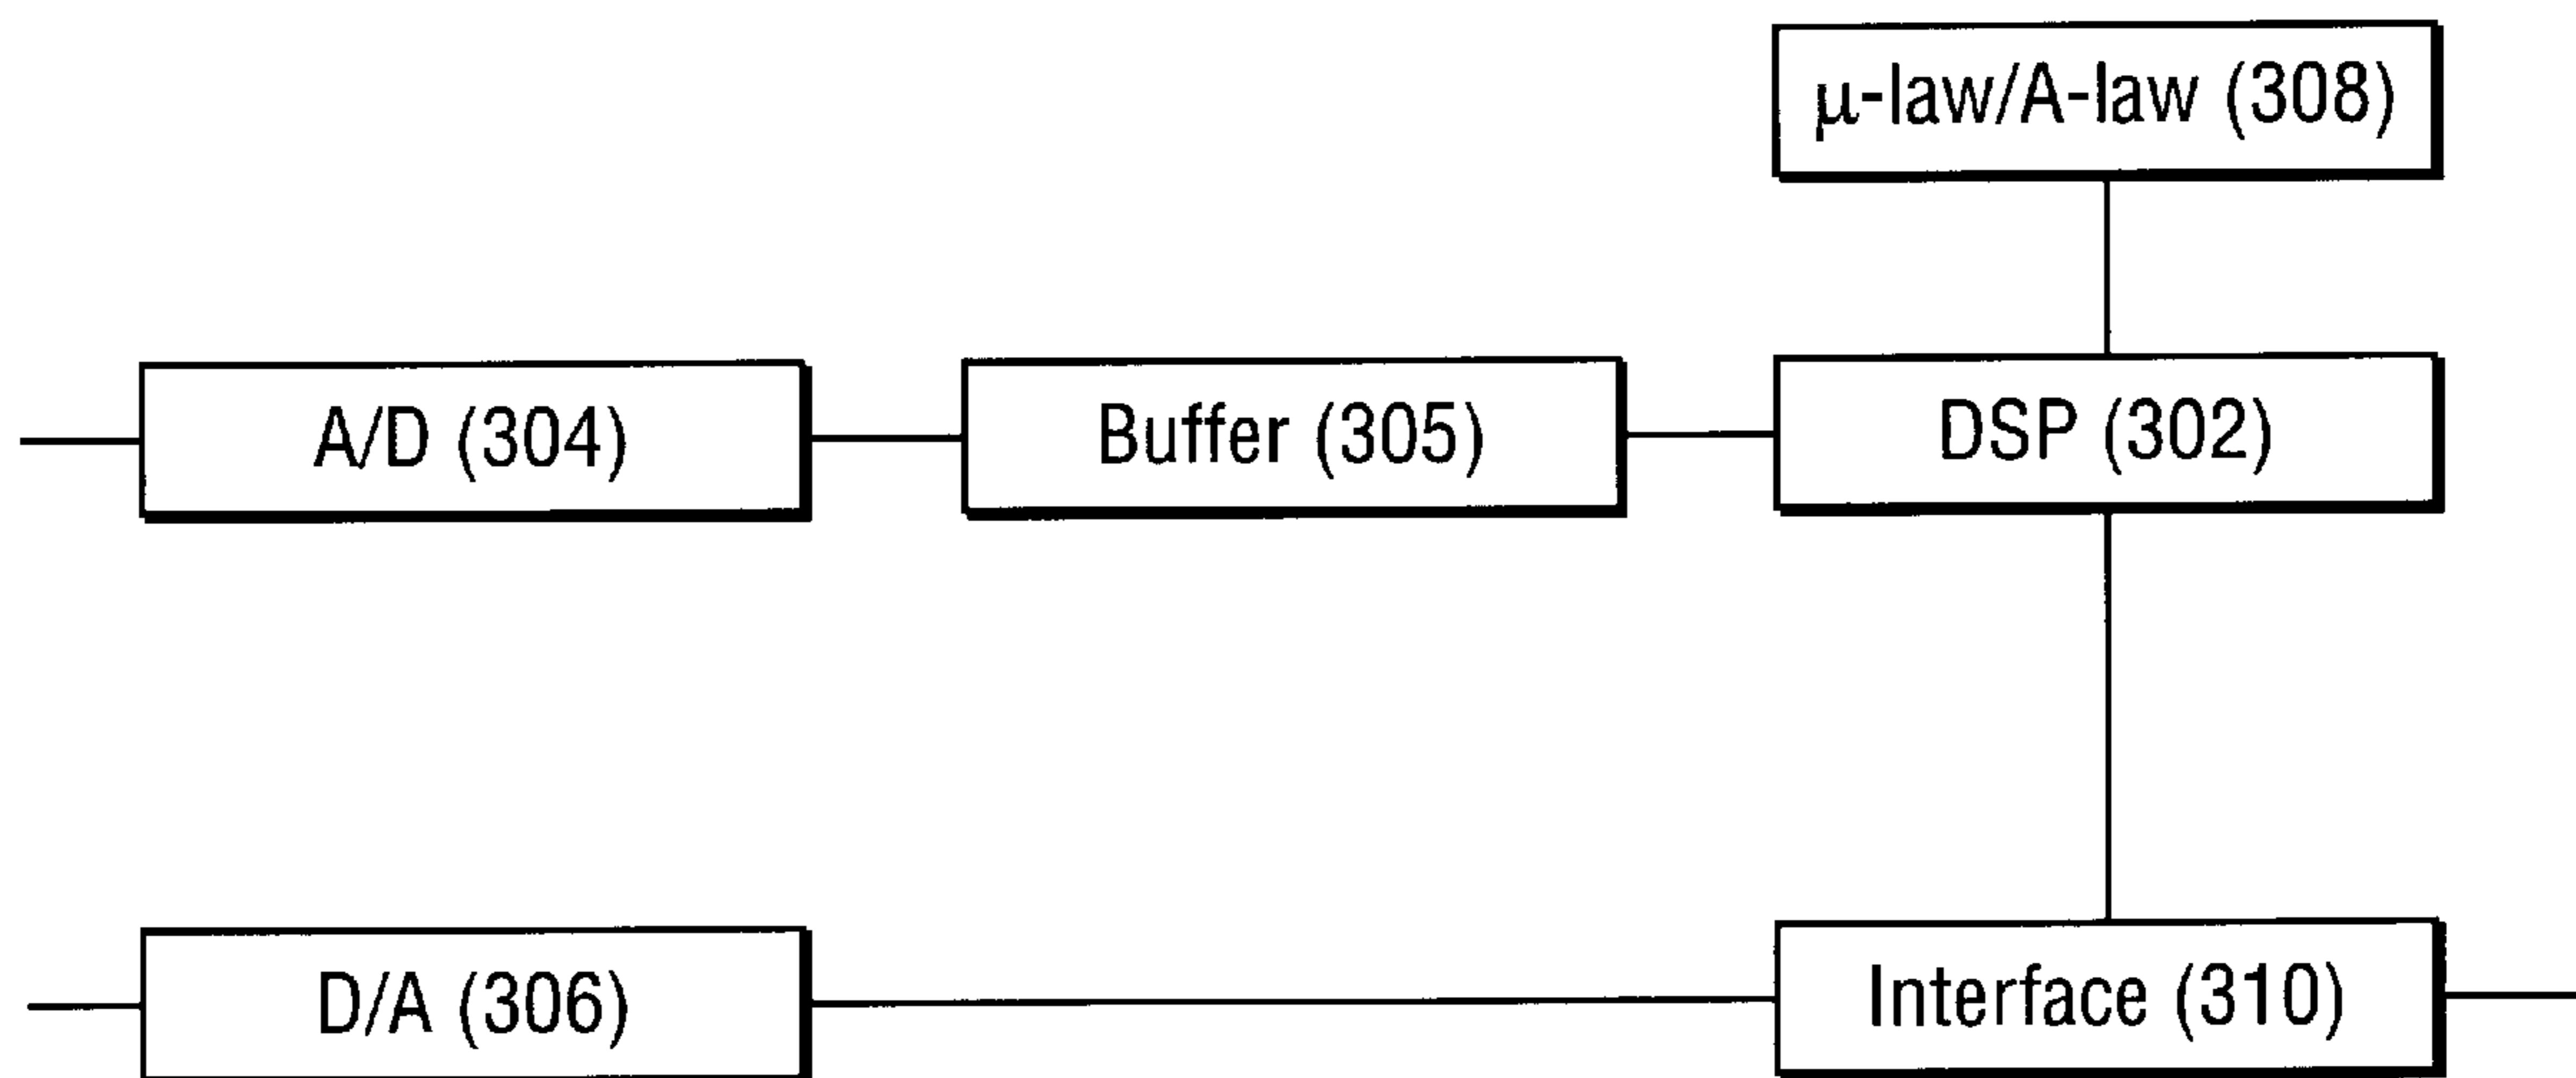 μ-law/A-law (308)
A/D (304)
Buffer (305)
DSP (302)
D/A (306)
Interface (310)